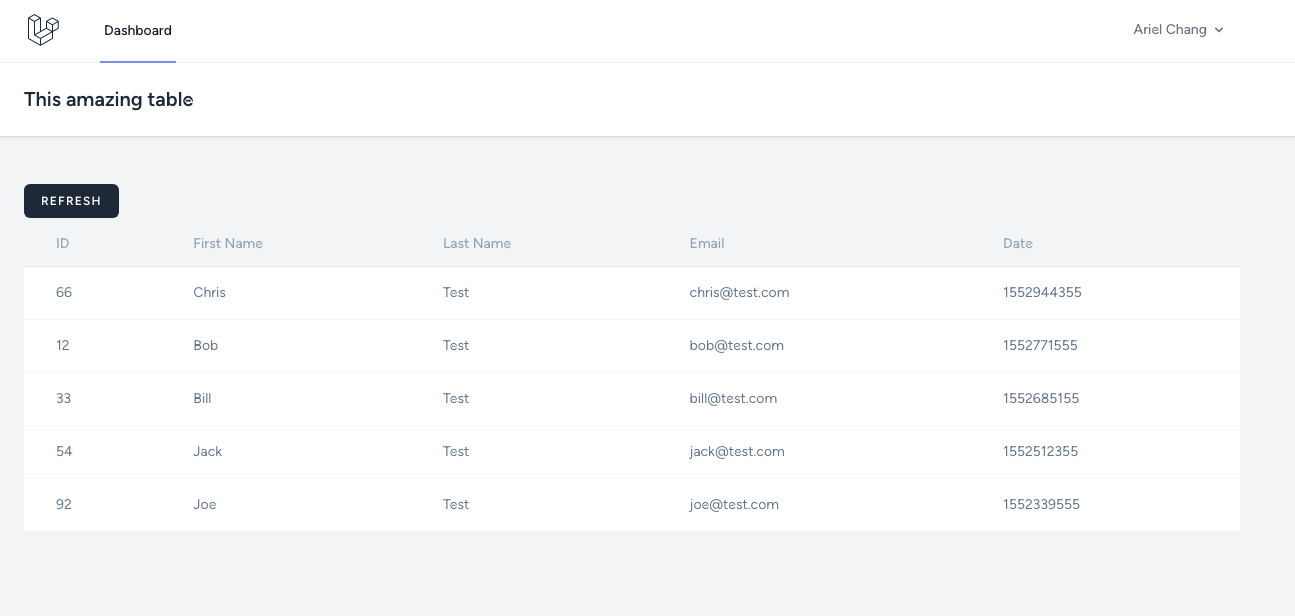 Dashboard Ariel Chang
This amazing table
REFRESH
ID First Name Last Name Email Date
66 Chris Test chris@test.com 1552944355
12 Bob Test bob@test.com 1552771555
33 Bill Test bill@test.com 1552685155
54 Jack Test jack@test.com 1552512355
92 Joe Test joe@test.com 1552339555